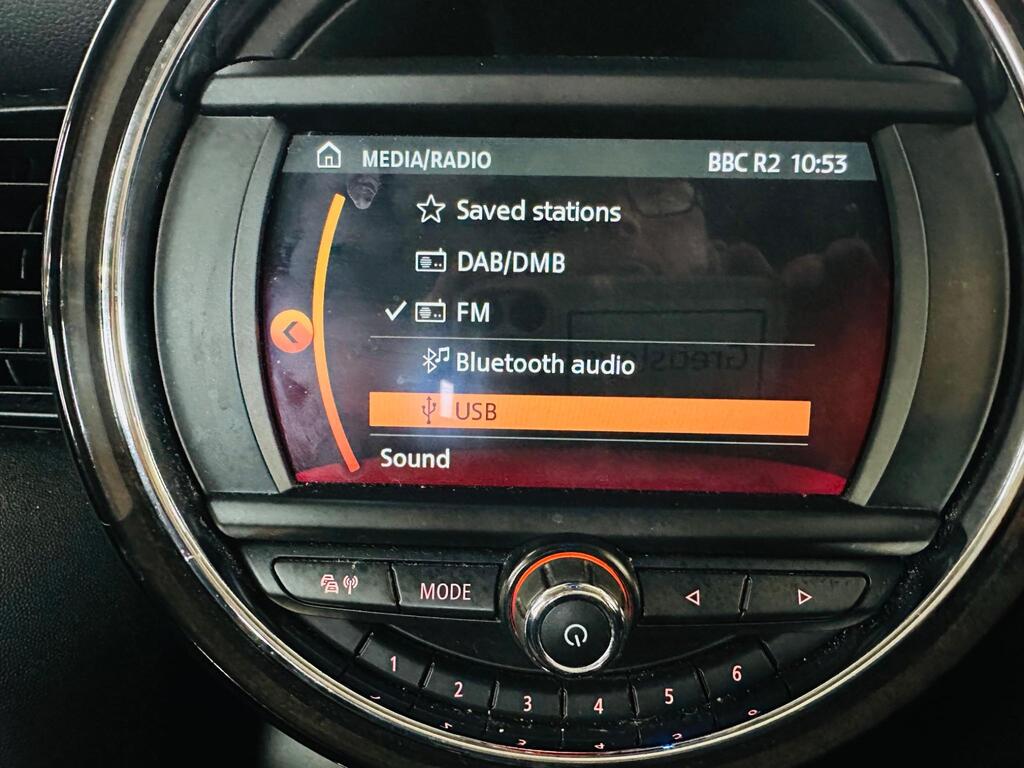 MEDIA/RADIO BBC R2 10:53
Saved stations
DAB/DMB
FM
Bluetooth audio
USB
Sound
MODE
1 2 3 4 5 6